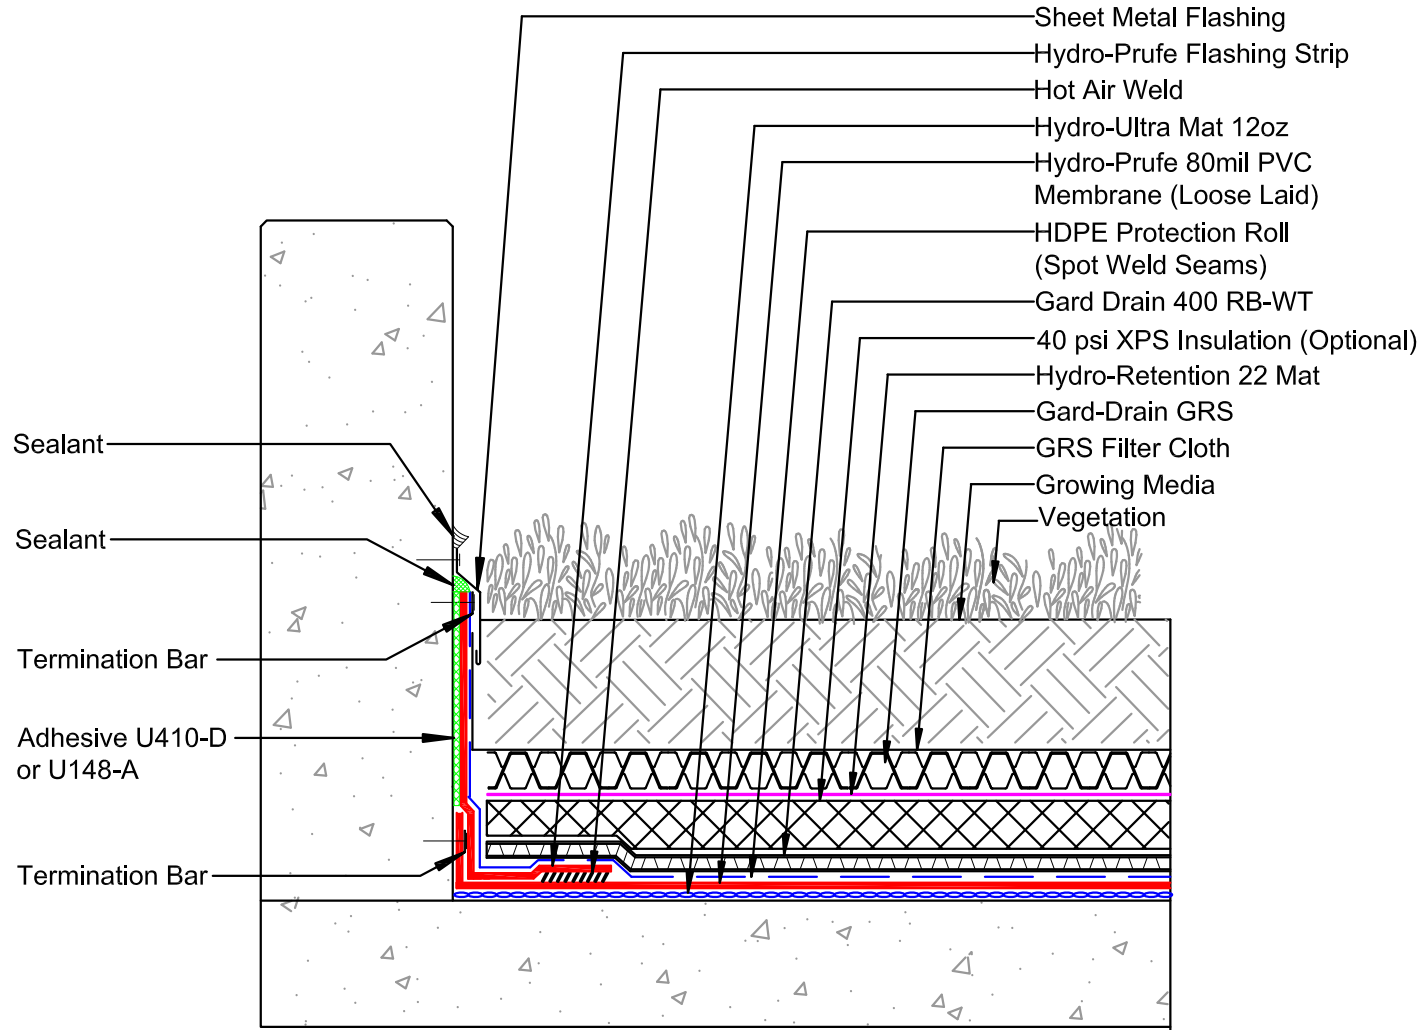 Sheet Metal Flashing
Hydro-Prufe Flashing Strip
Hot Air Weld
Hydro-Ultra Mat 12oz
Hydro-Prufe 80mil PVC
Membrane (Loose Laid)
HDPE Protection Roll
(Spot Weld Seams)
Gard Drain 400 RB-WT
40 psi XPS Insulation (Optional)
Hydro-Retention 22 Mat
Gard-Drain GRS
GRS Filter Cloth
Growing Media
Vegetation
Sealant
Sealant
Termination Bar
Adhesive U410-D
or U148-A
Termination Bar